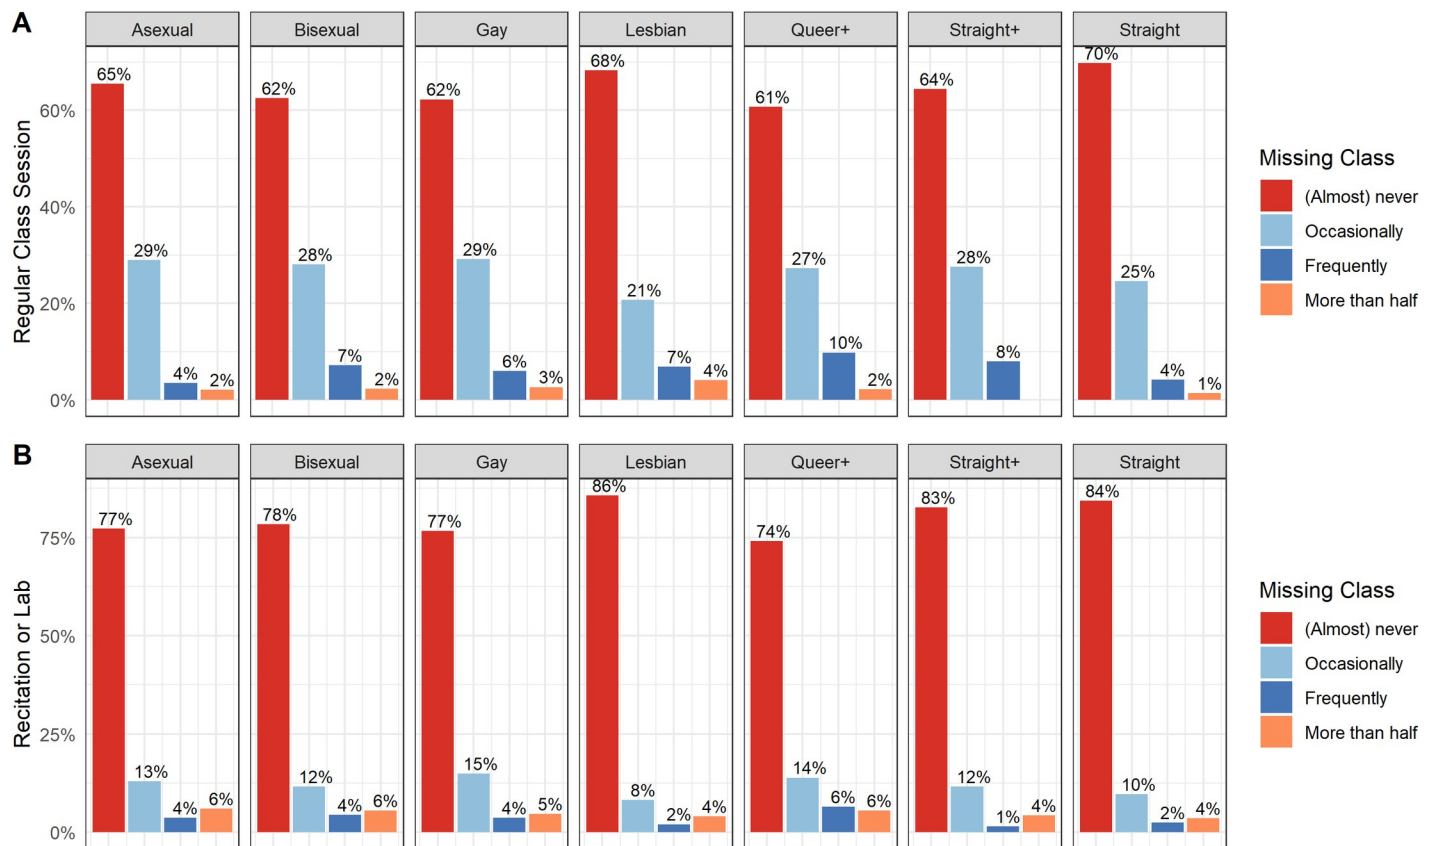 A
Asexual Bisexual Gay Lesbian Queer+ Straight+ Straight
Regular Class Session
60%
40%
20%
0%
65% 29% 4% 2%
62% 28% 7% 2%
62% 29% 6% 3%
68% 21% 7% 4%
61% 27% 10% 2%
64% 28% 8%
70% 25% 4% 1%
Missing Class
(Almost) never
Occasionally
Frequently
More than half
B
Asexual Bisexual Gay Lesbian Queer+ Straight+ Straight
Recitation or Lab
75%
50%
25%
0%
77% 13% 4% 6%
78% 12% 4% 6%
77% 15% 4% 5%
86% 8% 2% 4%
74% 14% 6% 6%
83% 12% 1% 4%
84% 10% 2% 4%
Missing Class
(Almost) never
Occasionally
Frequently
More than half